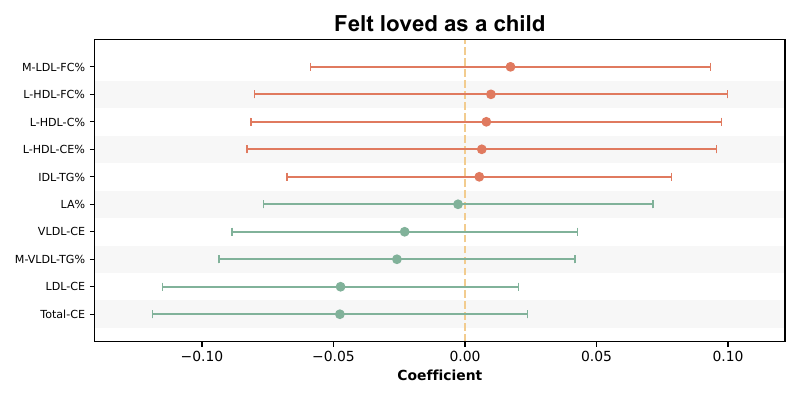 Felt loved as a child
M-LDL-FC%
L-HDL-FC%
L-HDL-C%
L-HDL-CE%
IDL-TG%
LA%
VLDL-CE
M-VLDL-TG%
LDL-CE
Total-CE
−0.10 −0.05 0.00 0.05 0.10
Coefficient